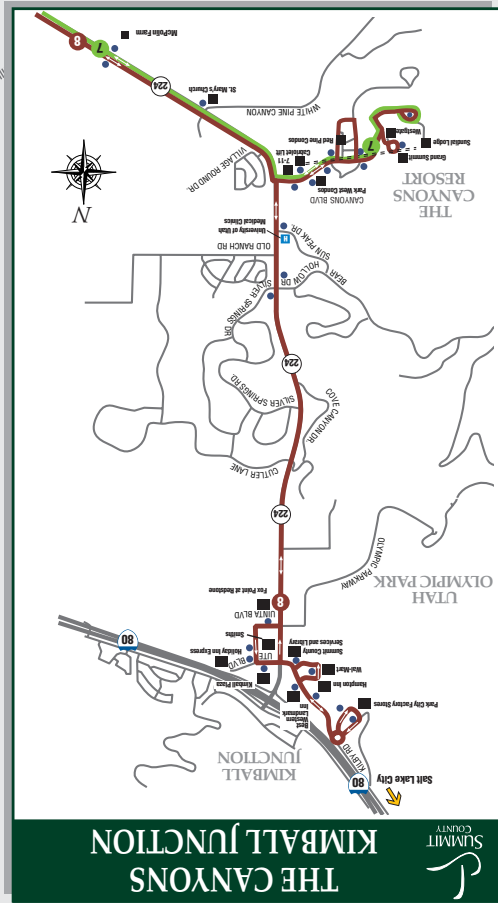 SUMMIT
COUNTY
THE CANYONS
KIMBALL JUNCTION
Salt Lake City
80
KILBY RD
KIMBALL
JUNCTION
Park City Factory Stores
Best
Western
Landmark
Inn
Hampton Inn
Wal-Mart
Kimball Plaza
Summit County
Services and Library
UTE
BLVD
Holiday Inn Express
Smiths
80
UINTA BLVD
8
Fox Point at Redstone
UTAH
OLYMPIC PARK
OLYMPIC PARKWAY
224
CUTLER LANE
COVE
CANYON DR.
SILVER SPRINGS RD.
224
SILVER SPRINGS
DR
BEAR
HOLLOW DR
OLD RANCH RD
SUN PEAK DR.
H
University of Utah
Medical Clinics
N
THE
CANYONS
RESORT
CANYONS BLVD
Park West Condos
VILLAGE ROUND DR.
Grand Summit
Sundial Lodge
Westgate
7
7-11
Cabriolet Lift
Red Pine Condos
WHITE PINE CANYON
St. Mary's Church
224
7
8
McPolin Farm